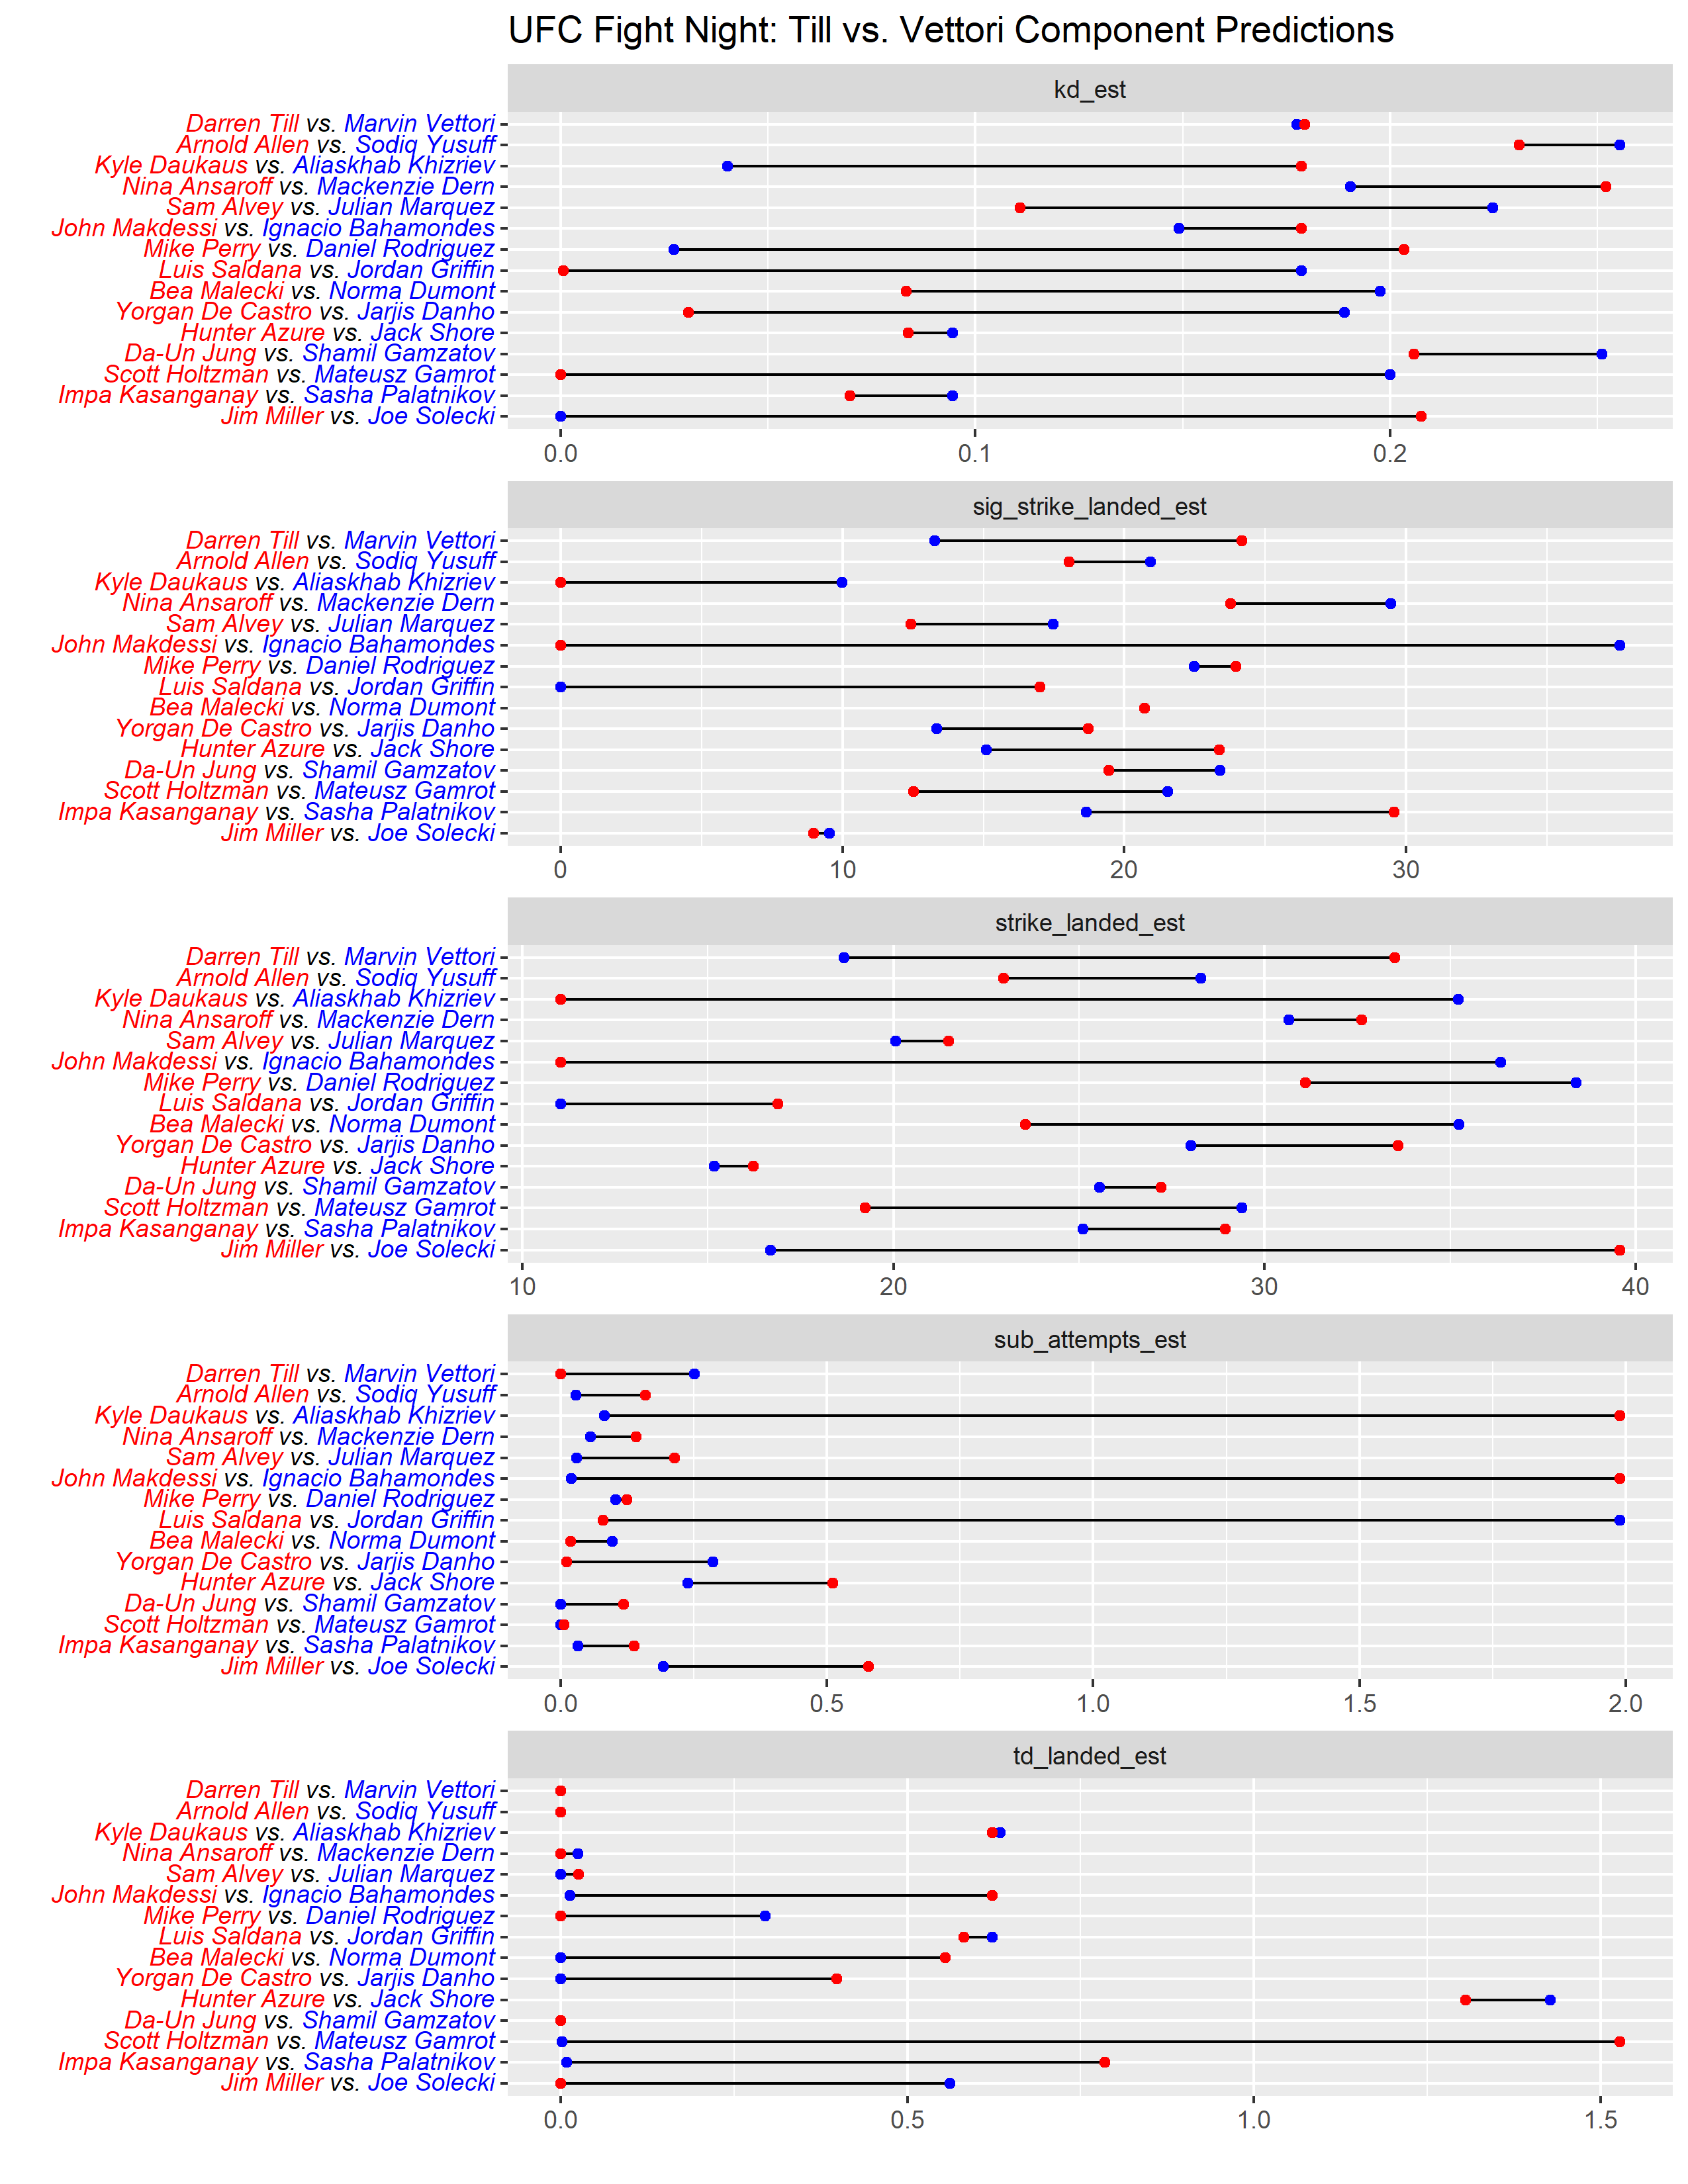 UFC Fight Night: Till vs. Vettori Component Predictions
kd_est
Darren Till vs. Marvin Vettori
Arnold Allen vs. Sodiq Yusuff
Kyle Daukaus vs. Aliaskhab Khizriev
Nina Ansaroff vs. Mackenzie Dern
Sam Alvey vs. Julian Marquez
John Makdessi vs. Ignacio Bahamondes
Mike Perry vs. Daniel Rodriguez
Luis Saldana vs. Jordan Griffin
Bea Malecki vs. Norma Dumont
Yorgan De Castro vs. Jarjis Danho
Hunter Azure vs. Jack Shore
Da-Un Jung vs. Shamil Gamzatov
Scott Holtzman vs. Mateusz Gamrot
Impa Kasanganay vs. Sasha Palatnikov
Jim Miller vs. Joe Solecki
0.0 0.1 0.2
sig_strike_landed_est
Darren Till vs. Marvin Vettori
Arnold Allen vs. Sodiq Yusuff
Kyle Daukaus vs. Aliaskhab Khizriev
Nina Ansaroff vs. Mackenzie Dern
Sam Alvey vs. Julian Marquez
John Makdessi vs. Ignacio Bahamondes
Mike Perry vs. Daniel Rodriguez
Luis Saldana vs. Jordan Griffin
Bea Malecki vs. Norma Dumont
Yorgan De Castro vs. Jarjis Danho
Hunter Azure vs. Jack Shore
Da-Un Jung vs. Shamil Gamzatov
Scott Holtzman vs. Mateusz Gamrot
Impa Kasanganay vs. Sasha Palatnikov
Jim Miller vs. Joe Solecki
0 10 20 30
strike_landed_est
Darren Till vs. Marvin Vettori
Arnold Allen vs. Sodiq Yusuff
Kyle Daukaus vs. Aliaskhab Khizriev
Nina Ansaroff vs. Mackenzie Dern
Sam Alvey vs. Julian Marquez
John Makdessi vs. Ignacio Bahamondes
Mike Perry vs. Daniel Rodriguez
Luis Saldana vs. Jordan Griffin
Bea Malecki vs. Norma Dumont
Yorgan De Castro vs. Jarjis Danho
Hunter Azure vs. Jack Shore
Da-Un Jung vs. Shamil Gamzatov
Scott Holtzman vs. Mateusz Gamrot
Impa Kasanganay vs. Sasha Palatnikov
Jim Miller vs. Joe Solecki
10 20 30 40
sub_attempts_est
Darren Till vs. Marvin Vettori
Arnold Allen vs. Sodiq Yusuff
Kyle Daukaus vs. Aliaskhab Khizriev
Nina Ansaroff vs. Mackenzie Dern
Sam Alvey vs. Julian Marquez
John Makdessi vs. Ignacio Bahamondes
Mike Perry vs. Daniel Rodriguez
Luis Saldana vs. Jordan Griffin
Bea Malecki vs. Norma Dumont
Yorgan De Castro vs. Jarjis Danho
Hunter Azure vs. Jack Shore
Da-Un Jung vs. Shamil Gamzatov
Scott Holtzman vs. Mateusz Gamrot
Impa Kasanganay vs. Sasha Palatnikov
Jim Miller vs. Joe Solecki
0.0 0.5 1.0 1.5 2.0
td_landed_est
Darren Till vs. Marvin Vettori
Arnold Allen vs. Sodiq Yusuff
Kyle Daukaus vs. Aliaskhab Khizriev
Nina Ansaroff vs. Mackenzie Dern
Sam Alvey vs. Julian Marquez
John Makdessi vs. Ignacio Bahamondes
Mike Perry vs. Daniel Rodriguez
Luis Saldana vs. Jordan Griffin
Bea Malecki vs. Norma Dumont
Yorgan De Castro vs. Jarjis Danho
Hunter Azure vs. Jack Shore
Da-Un Jung vs. Shamil Gamzatov
Scott Holtzman vs. Mateusz Gamrot
Impa Kasanganay vs. Sasha Palatnikov
Jim Miller vs. Joe Solecki
0.0 0.5 1.0 1.5